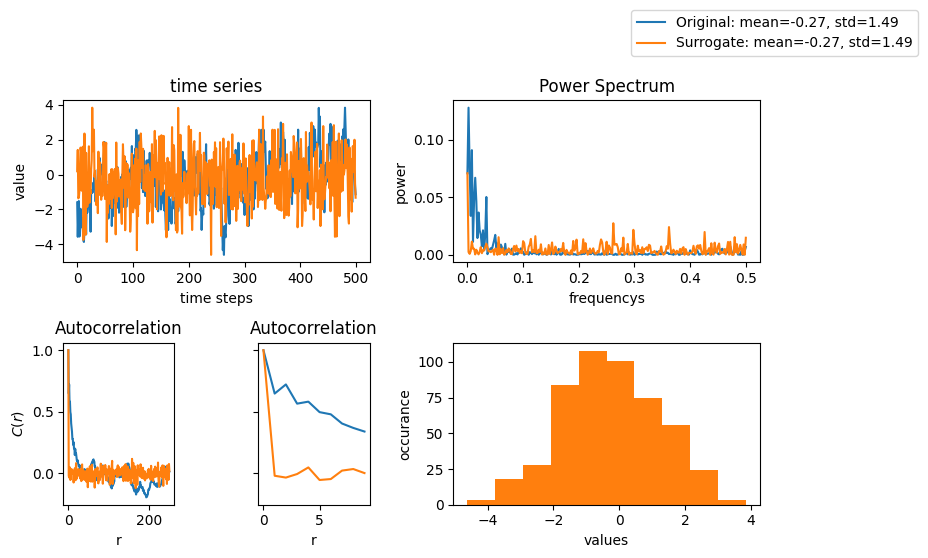 Original: mean=-0.27, std=1.49
Surrogate: mean=-0.27, std=1.49
time series
4
2
0
−2
−4
value
0 100 200 300 400 500
time steps
Power Spectrum
0.10
0.05
0.00
power
0.0 0.1 0.2 0.3 0.4 0.5
frequencys
Autocorrelation
1.0
0.5
0.0
C(r)
0 200
r
Autocorrelation
0 5
r
100
75
50
25
0
occurance
−4 −2 0 2 4
values